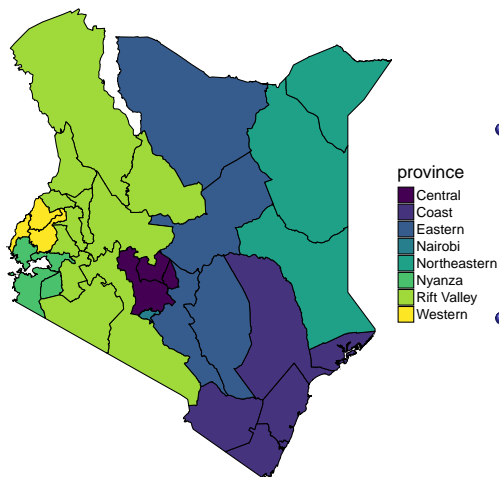 province
Central
Coast
Eastern
Nairobi
Northeastern
Nyanza
Rift Valley
Western